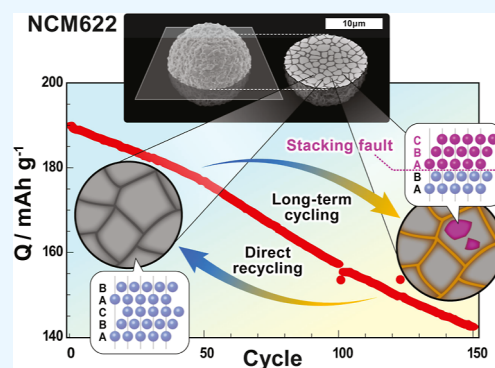 NCM622
10μm
200
180
160
140
Q / mAh g⁻¹
0
50
100
150
Cycle
Stacking fault
Long-term
cycling
Direct
recycling
C
B
A
B
A
B
A
C
B
A